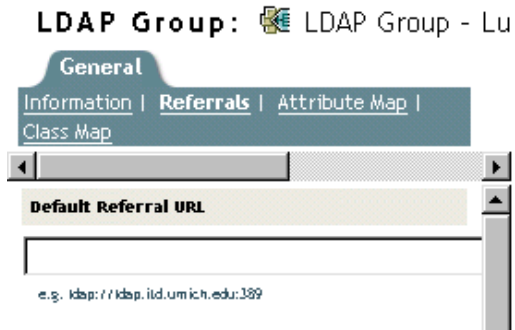 LDAP Group: LDAP Group - Lu
General
Information | Referrals | Attribute Map |
Class Map
Default Referral URL
e.g. ldap://ldap.itd.umich.edu:389